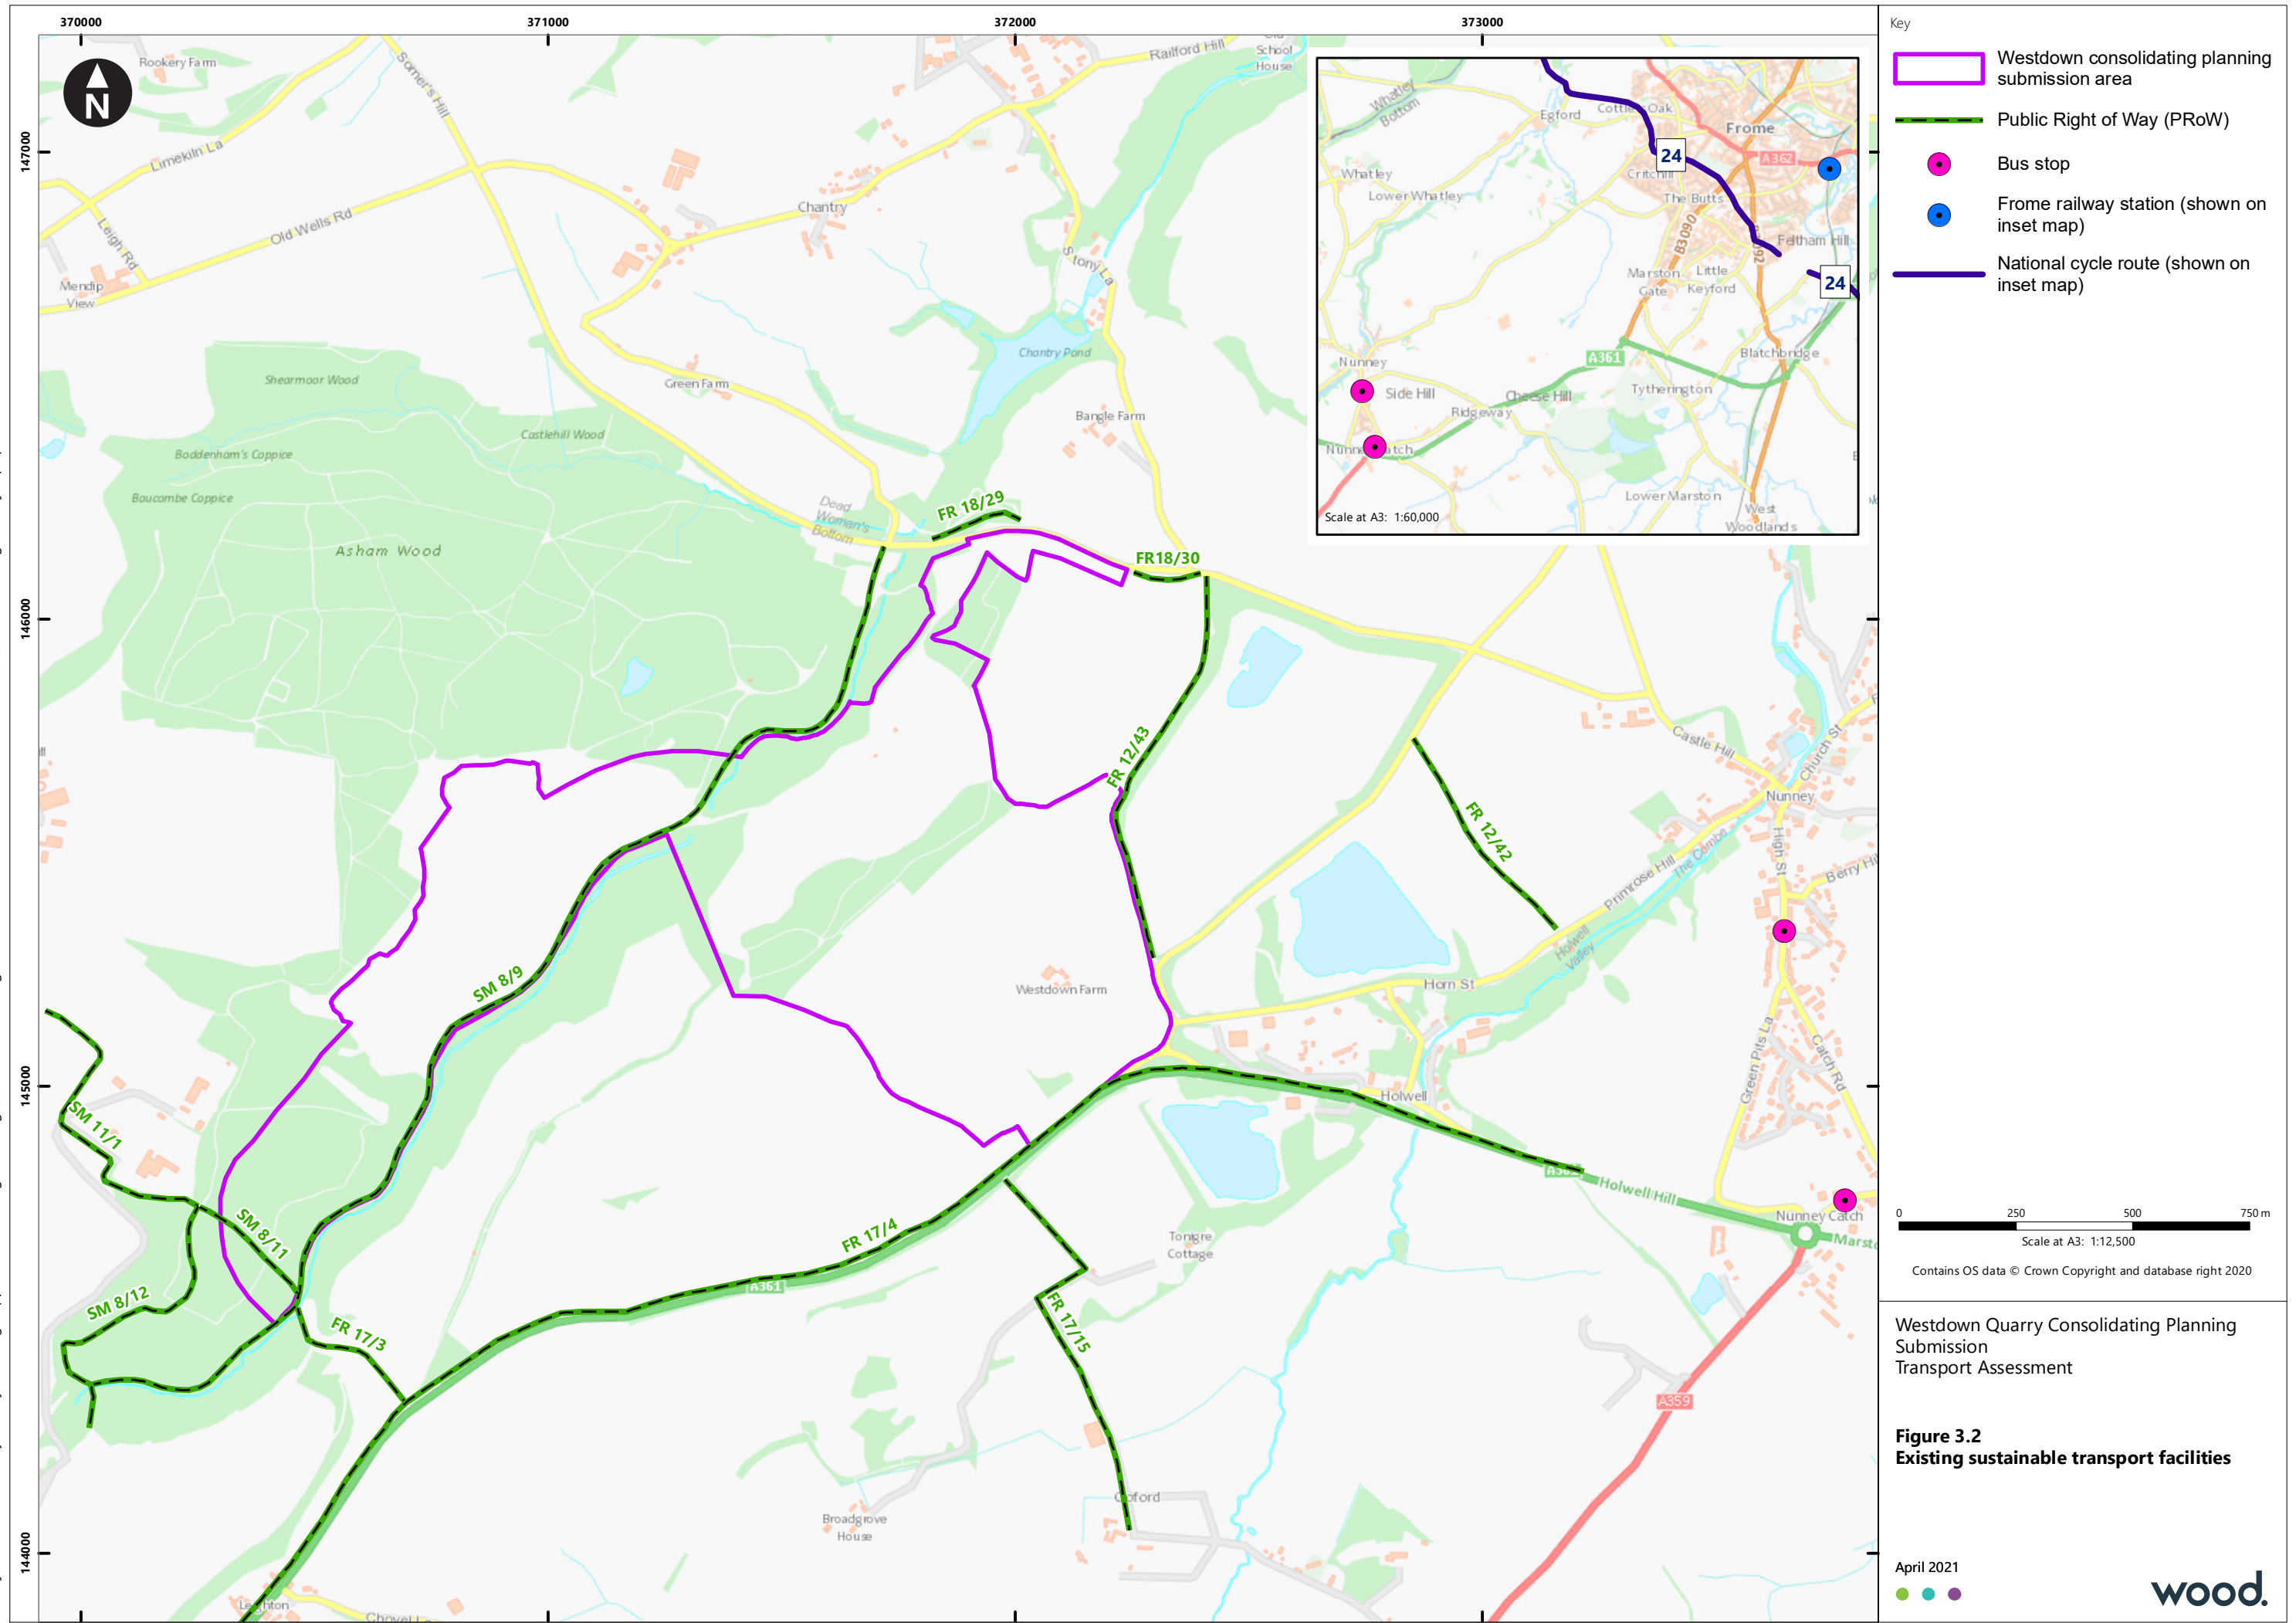 370000
371000
372000
373000
147000
146000
145000
144000
N
Rookery Farm
Somer's Hill
Limekiln La
Leigh Rd
Old Wells Rd
Mendip
View
Chantry
Railford Hill
School
House
Stony La
Chantry Pond
Green Farm
Bangle Farm
Shearmoor Wood
Castlehill Wood
Boddenham's Coppice
Baucombe Coppice
Asham Wood
Dead
Woman's
Bottom
FR 18/29
FR18/30
FR 12/43
FR 12/42
SM 8/9
SM 11/1
SM 8/11
SM 8/12
FR 17/3
FR 17/4
FR 17/15
Westdown Farm
Castle Hill
Church St
Nunney
High St
Berry Hi
Primrose Hill
The Combe
Holwell
Valley
Horn St
Holwell
Green Pits La
Catch Rd
Holwell Hill
Nunney Catch
Marst
A361
A359
Tonigre
Cottage
Broadgrove
House
Leighton
Whatley
Bottom
Egford
Frome
24
A362
Critchill
Whatley
Lower Whatley
The Butts
B3090
Feltham Hill
Marston
Gate
Little
Keyford
24
A361
Blatchbridge
Nunney
Side Hill
Cheese Hill
Tytherington
Ridgeway
Lower Marston
West
Woodlands
Scale at A3: 1:60,000
Key
Westdown consolidating planning
submission area
Public Right of Way (PRoW)
Bus stop
Frome railway station (shown on
inset map)
National cycle route (shown on
inset map)
0 250 500 750 m
Scale at A3: 1:12,500
Contains OS data © Crown Copyright and database right 2020
Westdown Quarry Consolidating Planning
Submission
Transport Assessment
Figure 3.2
Existing sustainable transport facilities
April 2021
wood.